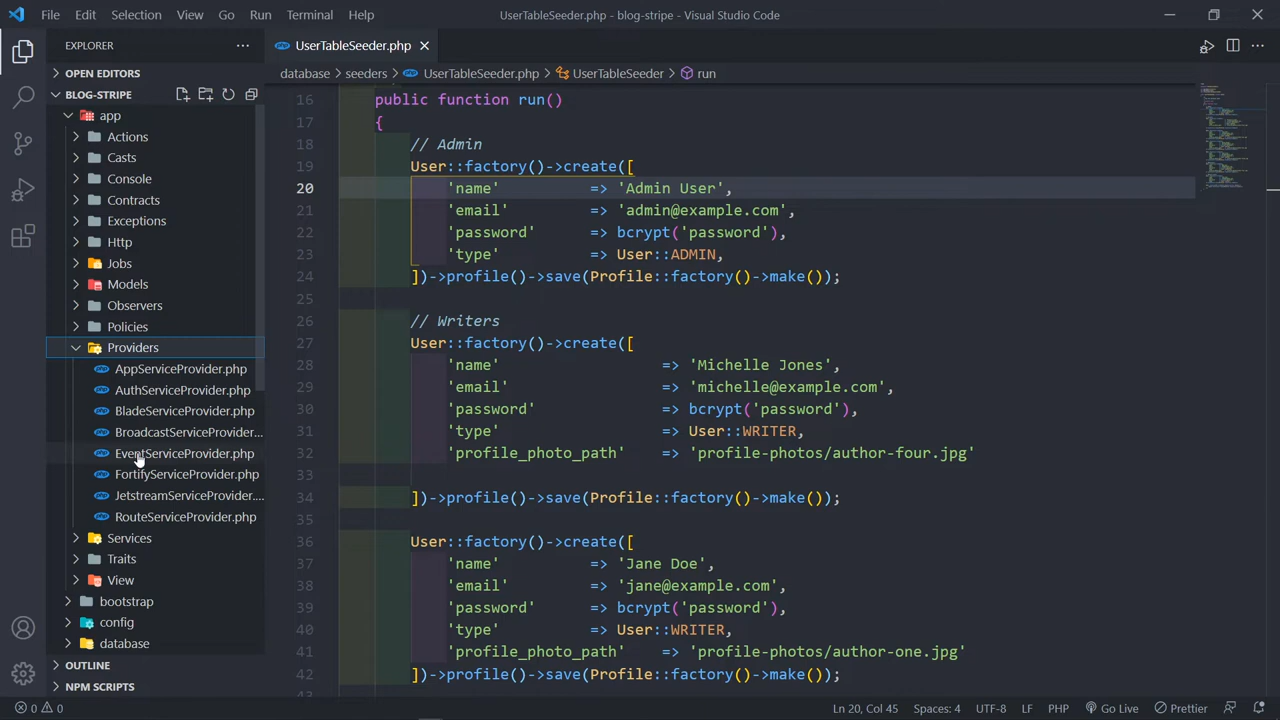 File Edit Selection View Go Run Terminal Help
UserTableSeeder.php - blog-stripe - Visual Studio Code
EXPLORER
OPEN EDITORS
BLOG-STRIPE
app
Actions
Casts
Console
Contracts
Exceptions
Http
Jobs
Models
Observers
Policies
Providers
AppServiceProvider.php
AuthServiceProvider.php
BladeServiceProvider.php
BroadcastServiceProvider...
EventServiceProvider.php
FortifyServiceProvider.php
JetstreamServiceProvider....
RouteServiceProvider.php
Services
Traits
View
bootstrap
config
database
OUTLINE
NPM SCRIPTS
UserTableSeeder.php
database > seeders > UserTableSeeder.php > UserTableSeeder > run
16 public function run()
17 {
18 // Admin
19 User::factory()->create([
20 'name' => 'Admin User',
21 'email' => 'admin@example.com',
22 'password' => bcrypt('password'),
23 'type' => User::ADMIN,
24 ])->profile()->save(Profile::factory()->make());
25
26 // Writers
27 User::factory()->create([
28 'name' => 'Michelle Jones',
29 'email' => 'michelle@example.com',
30 'password' => bcrypt('password'),
31 'type' => User::WRITER,
32 'profile_photo_path' => 'profile-photos/author-four.jpg'
33
34 ])->profile()->save(Profile::factory()->make());
35
36 User::factory()->create([
37 'name' => 'Jane Doe',
38 'email' => 'jane@example.com',
39 'password' => bcrypt('password'),
40 'type' => User::WRITER,
41 'profile_photo_path' => 'profile-photos/author-one.jpg'
42 ])->profile()->save(Profile::factory()->make());
43
0 0
Ln 20, Col 45 Spaces: 4 UTF-8 LF PHP Go Live Prettier